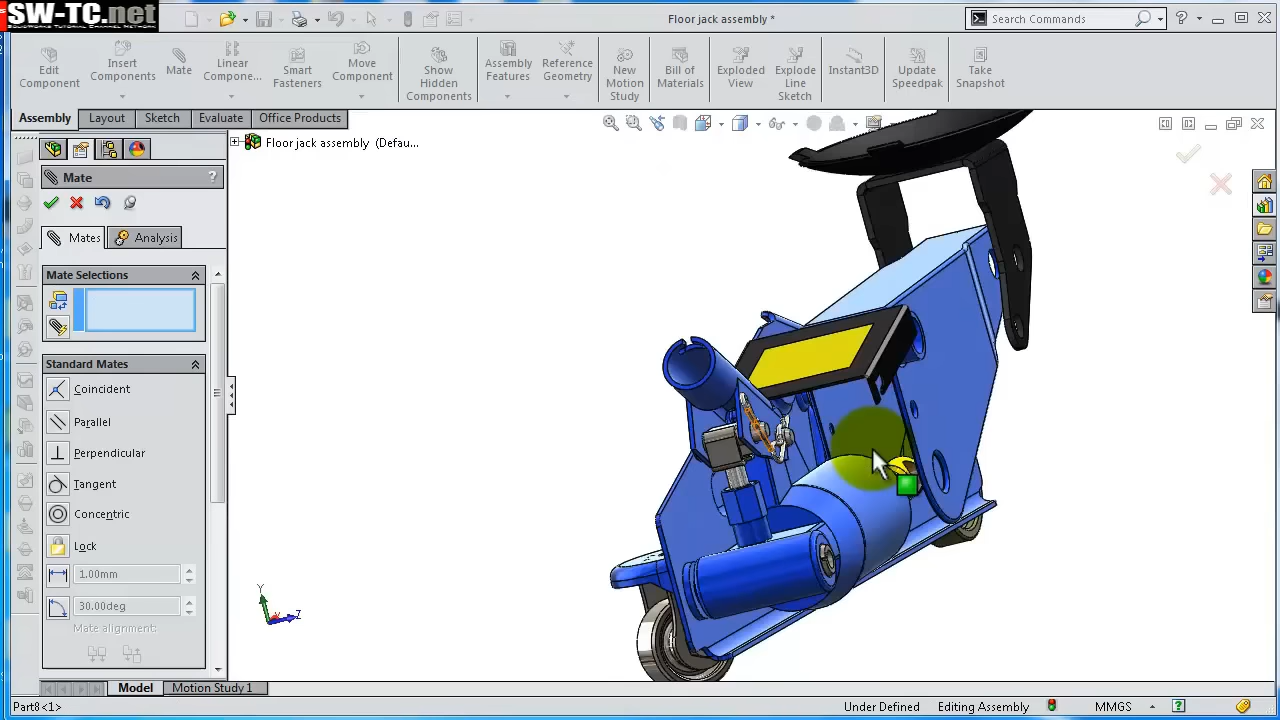 SW-TC.net
SOLIDWORKS TUTORIAL CHANNEL NETWORK
Floor jack assembly *
Search Commands
Edit Component
Insert Components
Mate
Linear Compone...
Smart Fasteners
Move Component
Show Hidden Components
Assembly Features
Reference Geometry
New Motion Study
Bill of Materials
Exploded View
Explode Line Sketch
Instant3D
Update Speedpak
Take Snapshot
Assembly
Layout
Sketch
Evaluate
Office Products
Floor jack assembly (Defau...
Mate
?
Mates
Analysis
Mate Selections
Standard Mates
Coincident
Parallel
Perpendicular
Tangent
Concentric
Lock
1.00mm
30.00deg
Mate alignment:
Y
Z
Model
Motion Study 1
Part8<1>
Under Defined
Editing Assembly
MMGS
?